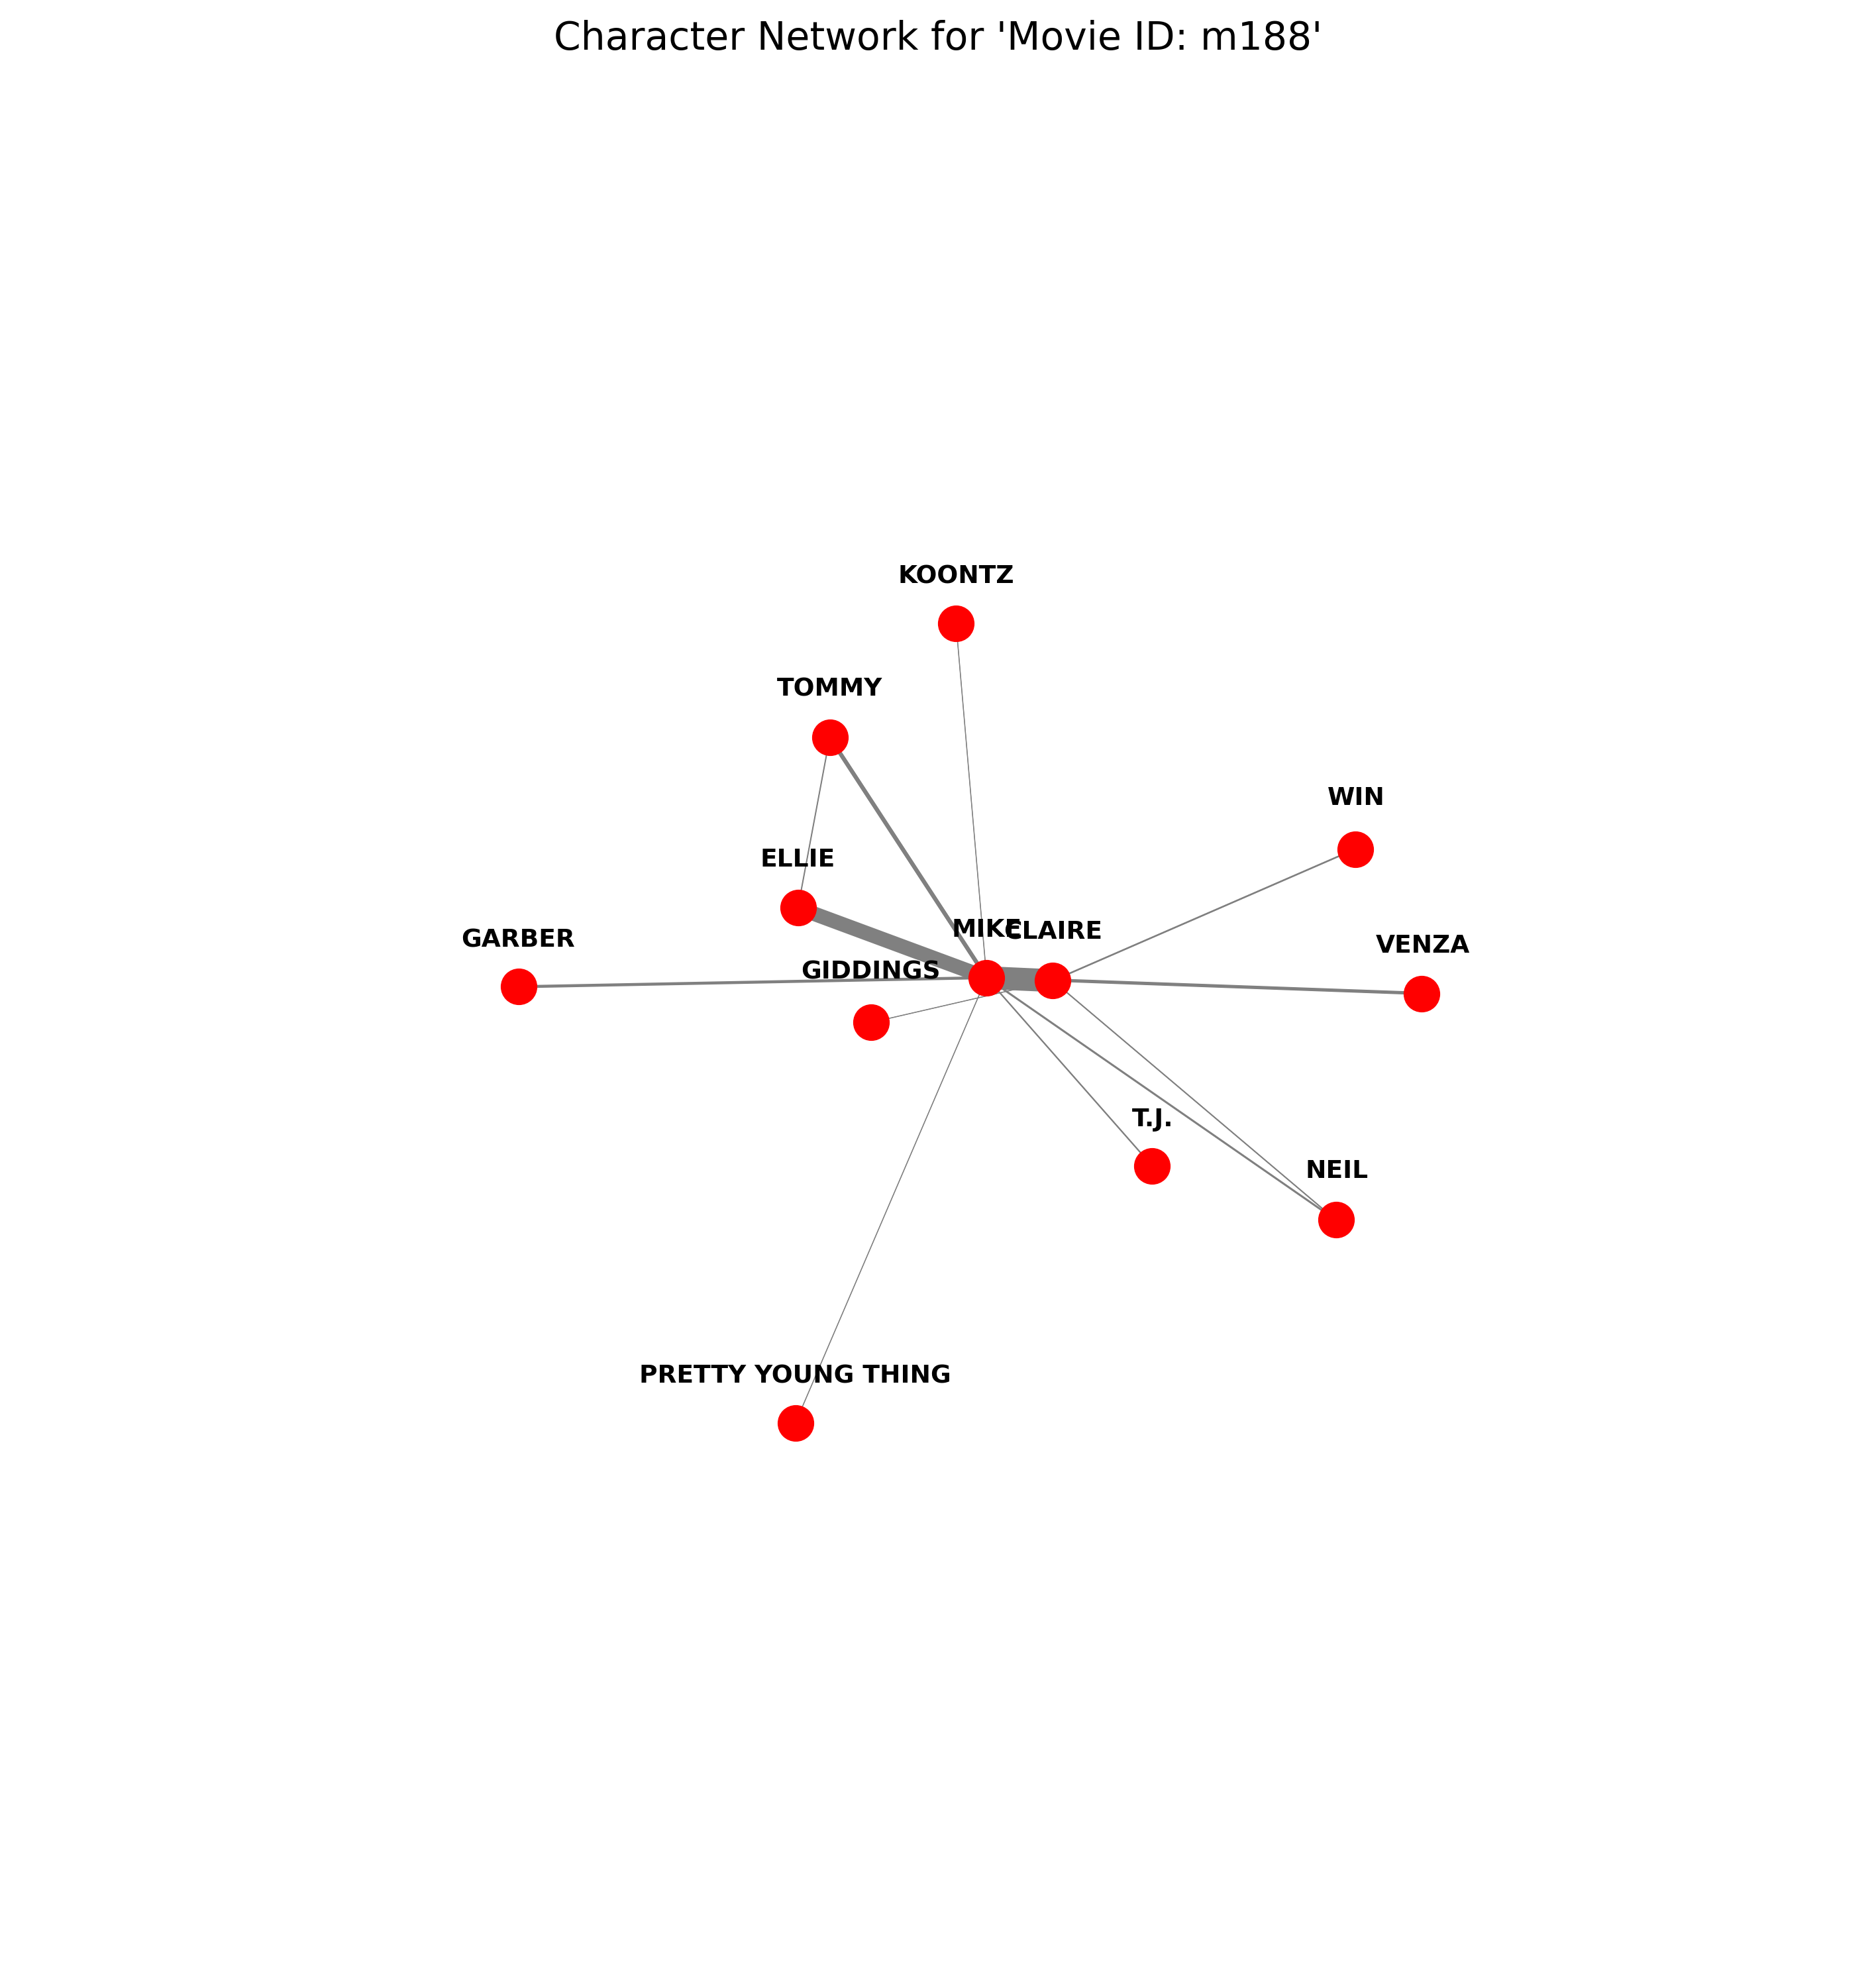 Character Network for 'Movie ID: m188'
KOONTZ
TOMMY
WIN
ELLIE
MIKE
CLAIRE
GARBER
VENZA
GIDDINGS
T.J.
NEIL
PRETTY YOUNG THING